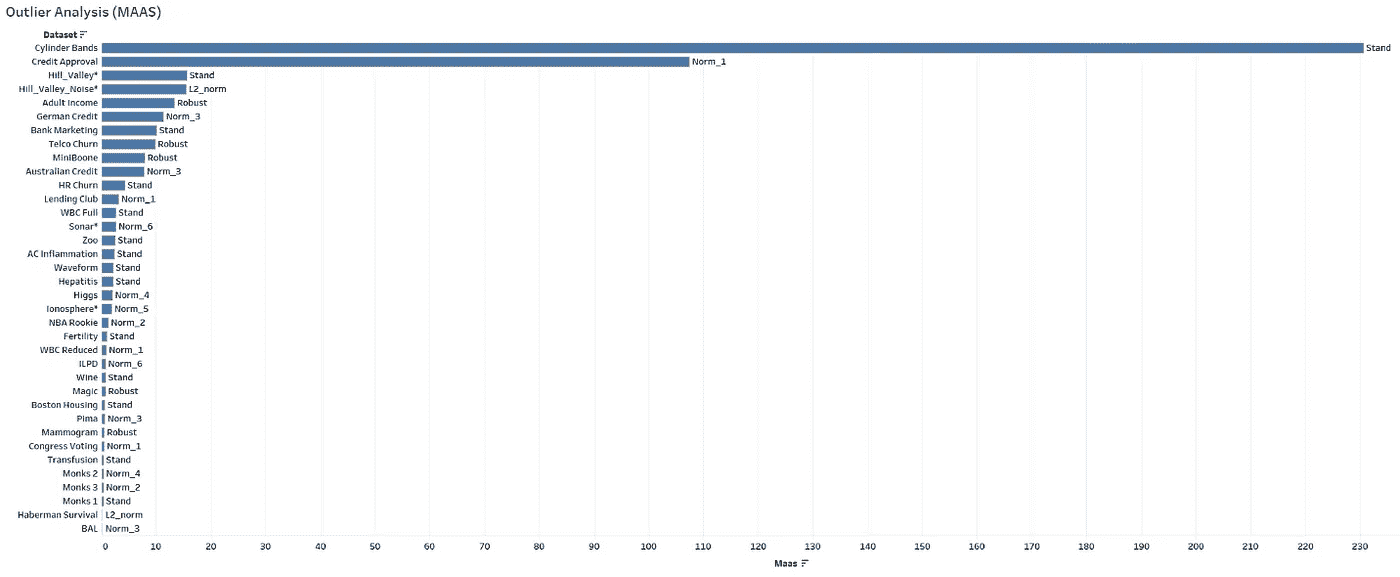 Outlier Analysis (MAAS)
Dataset
Cylinder Bands Stand
Credit Approval Norm_1
Hill_Valley* Stand
Hill_Valley_Noise* L2_norm
Adult Income Robust
German Credit Norm_3
Bank Marketing Stand
Telco Churn Robust
MiniBoone Robust
Australian Credit Norm_3
HR Churn Stand
Lending Club Norm_1
WBC Full Stand
Sonar* Norm_6
Zoo Stand
AC Inflammation Stand
Waveform Stand
Hepatitis Stand
Higgs Norm_4
Ionosphere* Norm_5
NBA Rookie Norm_2
Fertility Stand
WBC Reduced Norm_1
ILPD Norm_6
Wine Stand
Magic Robust
Boston Housing Stand
Pima Norm_3
Mammogram Robust
Congress Voting Norm_1
Transfusion Stand
Monks 2 Norm_4
Monks 3 Norm_2
Monks 1 Stand
Haberman Survival L2_norm
BAL Norm_3
0 10 20 30 40 50 60 70 80 90 100 110 120 130 140 150 160 170 180 190 200 210 220 230
Maas